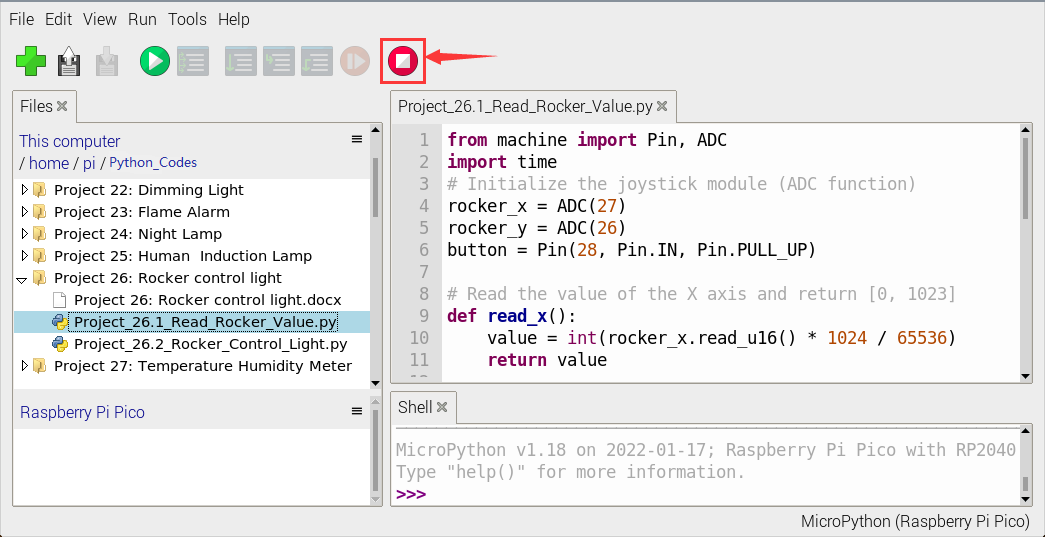 File Edit View Run Tools Help
Files
This computer
/ home / pi / Python_Codes
Project 22: Dimming Light
Project 23: Flame Alarm
Project 24: Night Lamp
Project 25: Human  Induction Lamp
Project 26: Rocker control light
Project 26: Rocker control light.docx
Project_26.1_Read_Rocker_Value.py
Project_26.2_Rocker_Control_Light.py
Project 27: Temperature Humidity Meter
Raspberry Pi Pico
Project_26.1_Read_Rocker_Value.py
1 from machine import Pin, ADC
2 import time
3 # Initialize the joystick module (ADC function)
4 rocker_x = ADC(27)
5 rocker_y = ADC(26)
6 button = Pin(28, Pin.IN, Pin.PULL_UP)
7
8 # Read the value of the X axis and return [0, 1023]
9 def read_x():
10     value = int(rocker_x.read_u16() * 1024 / 65536)
11     return value
Shell
MicroPython v1.18 on 2022-01-17; Raspberry Pi Pico with RP2040
Type "help()" for more information.
>>>
MicroPython (Raspberry Pi Pico)